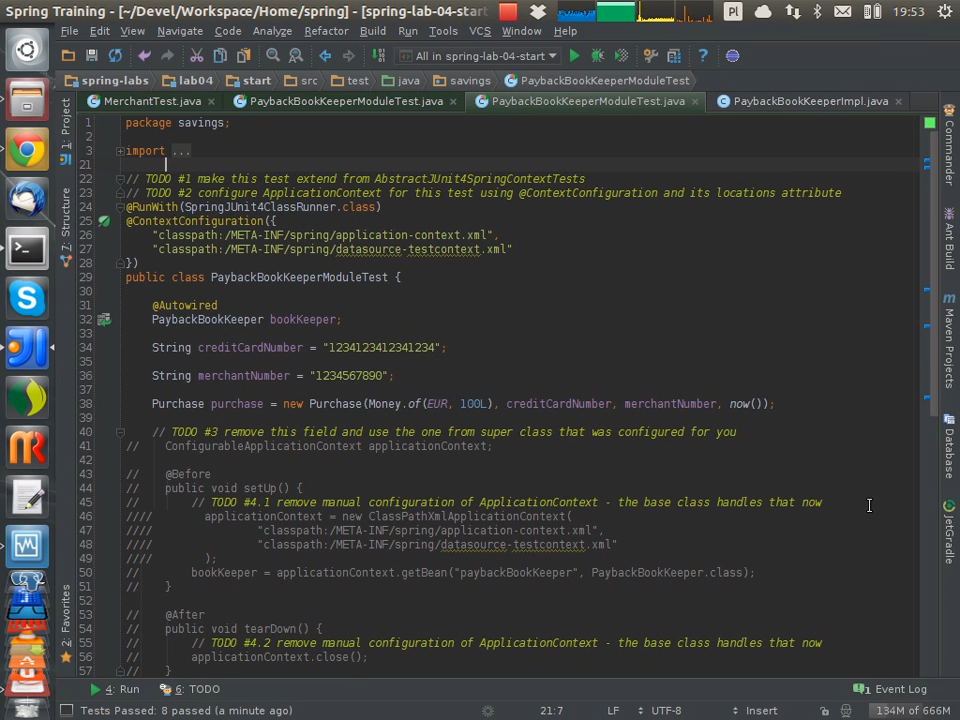 Spring Training - [~/Devel/Workspace/Home/spring] - [spring-lab-04-start
Pl
19:53
File Edit View Navigate Code Analyze Refactor Build Run Tools VCS Window Help
All in spring-lab-04-start
spring-labs lab04 start src test java savings PaybackBookKeeperModuleTest
MerchantTest.java PaybackBookKeeperModuleTest.java PaybackBookKeeperModuleTest.java PaybackBookKeeperImpl.java
1: Project
7: Structure
2: Favorites
1 package savings;
2
3 import ...
21
22 // TODO #1 make this test extend from AbstractJUnit4SpringContextTests
23 // TODO #2 configure ApplicationContext for this test using @ContextConfiguration and its locations attribute
24 @RunWith(SpringJUnit4ClassRunner.class)
25 @ContextConfiguration({
26 "classpath:/META-INF/spring/application-context.xml",
27 "classpath:/META-INF/spring/datasource-testcontext.xml"
28 })
29 public class PaybackBookKeeperModuleTest {
30
31 @Autowired
32 PaybackBookKeeper bookKeeper;
33
34 String creditCardNumber = "1234123412341234";
35
36 String merchantNumber = "1234567890";
37
38 Purchase purchase = new Purchase(Money.of(EUR, 100L), creditCardNumber, merchantNumber, now());
39
40 // TODO #3 remove this field and use the one from super class that was configured for you
41 // ConfigurableApplicationContext applicationContext;
42
43 // @Before
44 // public void setUp() {
45 // // TODO #4.1 remove manual configuration of ApplicationContext - the base class handles that now
46 //// applicationContext = new ClassPathXmlApplicationContext(
47 //// "classpath:/META-INF/spring/application-context.xml",
48 //// "classpath:/META-INF/spring/datasource-testcontext.xml"
49 //// );
50 // bookKeeper = applicationContext.getBean("paybackBookKeeper", PaybackBookKeeper.class);
51 // }
52
53 // @After
54 // public void tearDown() {
55 // // TODO #4.2 remove manual configuration of ApplicationContext - the base class handles that now
56 // applicationContext.close();
57 // }
Commander
Ant Build
m
Maven Projects
Database
JetGradle
4: Run 6: TODO 1 Event Log
Tests Passed: 8 passed (a minute ago) 21:7 LF UTF-8 Insert 134M of 666M